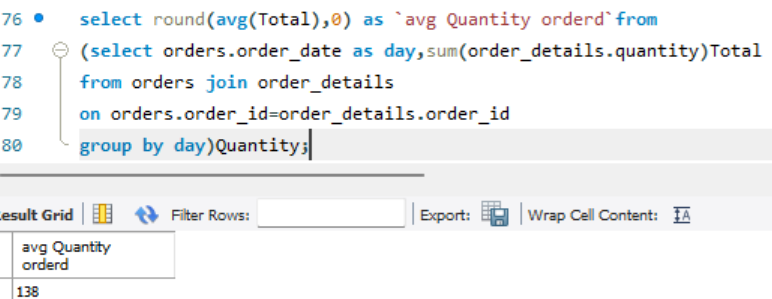 76 select round(avg(Total),0) as `avg Quantity orderd`from
77 (select orders.order_date as day,sum(order_details.quantity)Total
78 from orders join order_details
79 on orders.order_id=order_details.order_id
80 group by day)Quantity;
esult Grid Filter Rows: Export: Wrap Cell Content:
avg Quantity
orderd
138